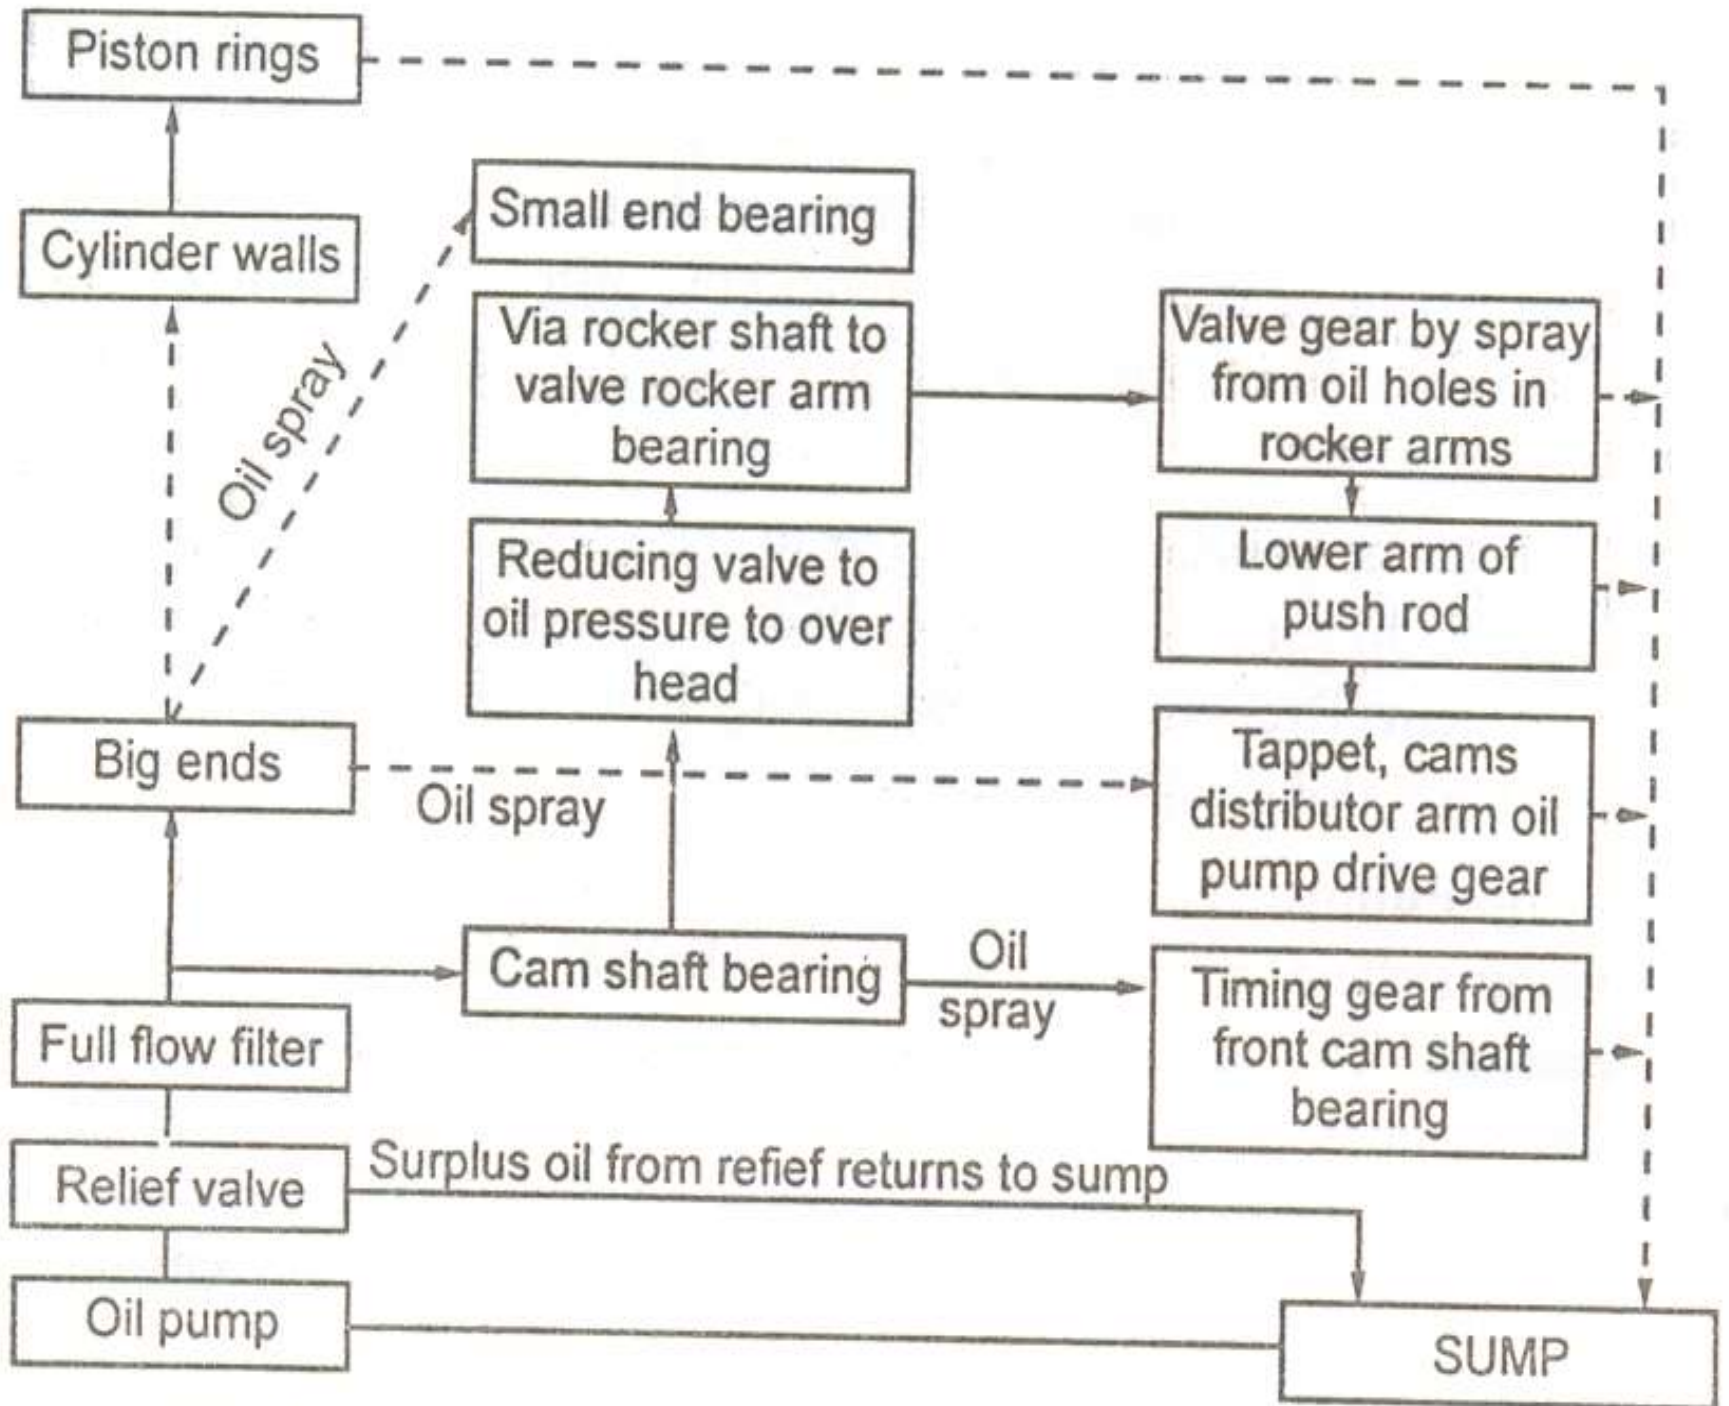 Piston rings
Small end bearing
Cylinder walls
Oil spray
Via rocker shaft to
valve rocker arm
bearing
Valve gear by spray
from oil holes in
rocker arms
Reducing valve to
oil pressure to over
head
Lower arm of
push rod
Big ends
Oil spray
Tappet, cams
distributor arm oil
pump drive gear
Cam shaft bearing
Oil
spray
Timing gear from
front cam shaft
bearing
Full flow filter
Relief valve
Surplus oil from refief returns to sump
Oil pump
SUMP